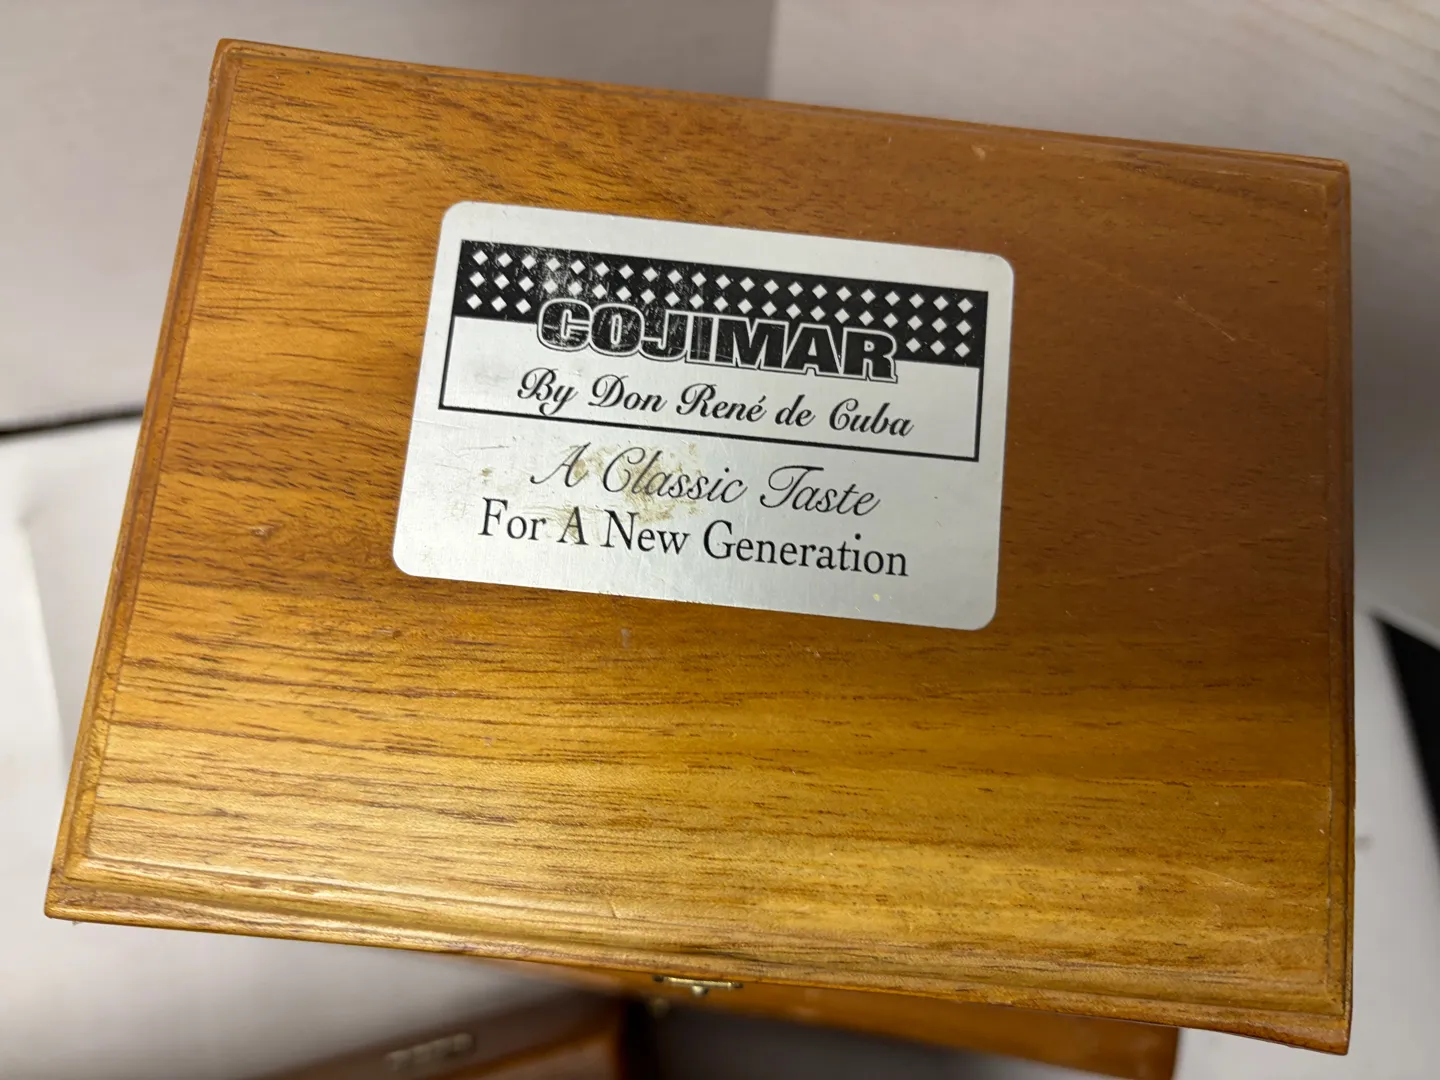 COJIMAR
By Don René de Cuba
A Classic Taste
For A New Generation